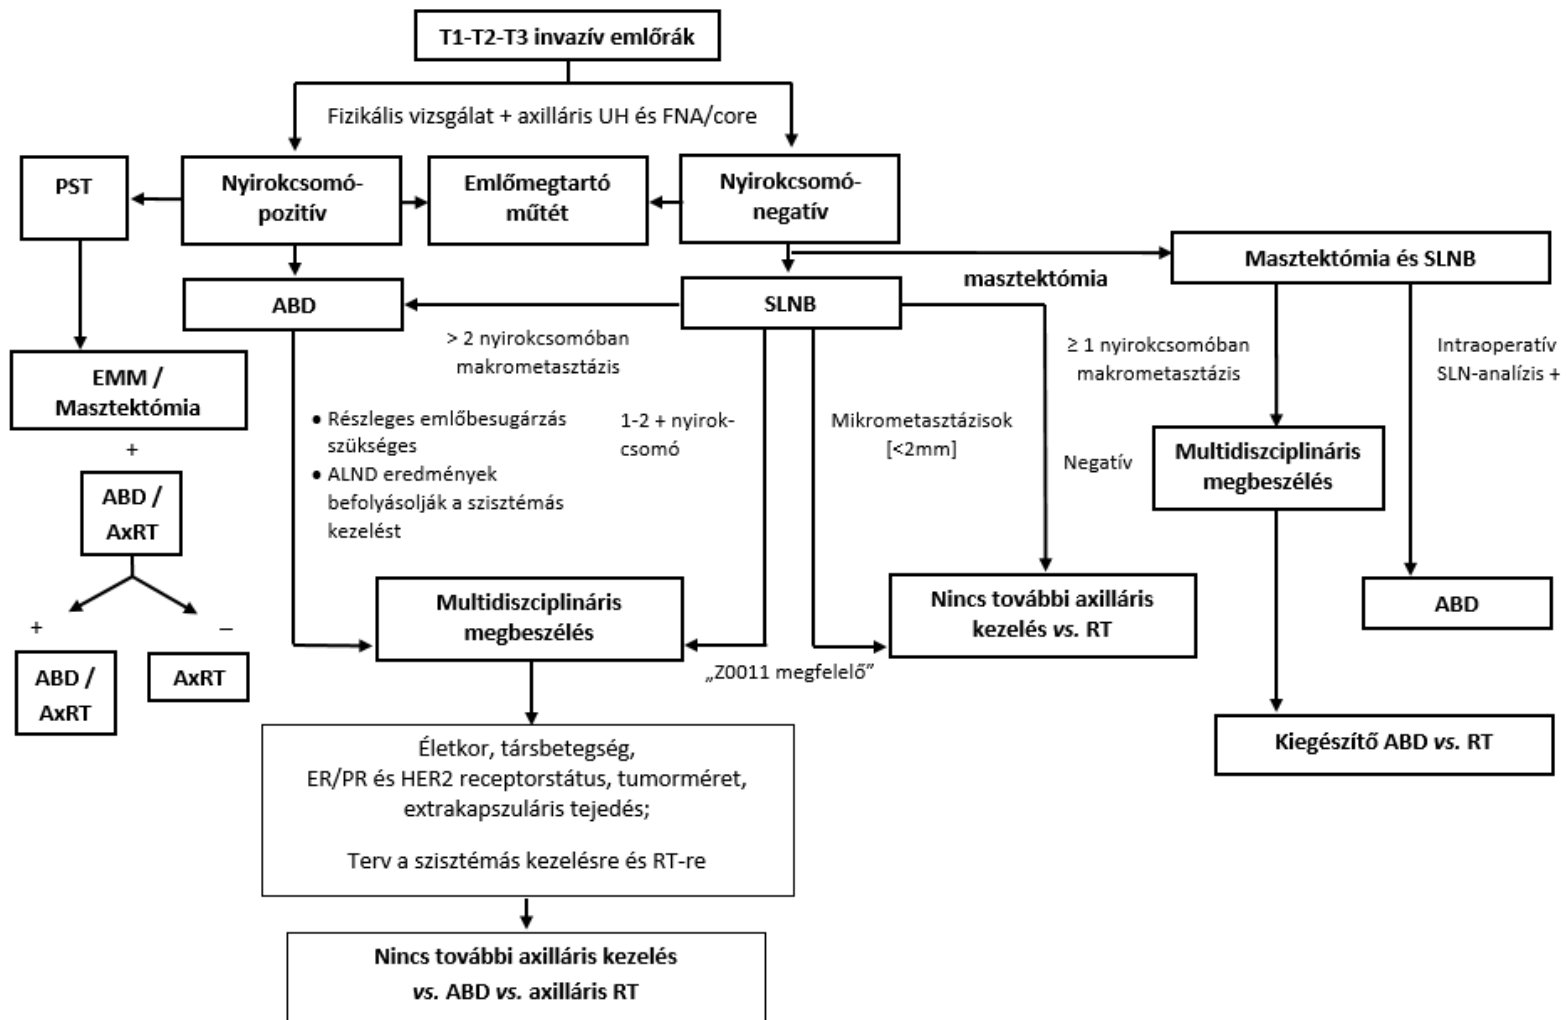 T1-T2-T3 invazív emlőrák
Fizikális vizsgálat + axilláris UH és FNA/core
PST
Nyirokcsomó-
pozitív
Emlőmegtartó
műtét
Nyirokcsomó-
negatív
Masztektómia és SLNB
masztektómia
ABD
SLNB
> 2 nyirokcsomóban
makrometasztázis
≥ 1 nyirokcsomóban
makrometasztázis
Intraoperatív
SLN-analízis +
EMM /
Masztektómia
+
ABD /
AxRT
+
–
ABD /
AxRT
AxRT
● Részleges emlőbesugárzás
szükséges
● ALND eredmények
befolyásolják a szisztémás
kezelést
1-2 + nyirok-
csomó
Mikrometasztázisok
[<2mm]
Negatív
Multidiszciplináris
megbeszélés
Multidiszciplináris
megbeszélés
Nincs további axilláris
kezelés vs. RT
ABD
„Z0011 megfelelő”
Kiegészítő ABD vs. RT
Életkor, társbetegség,
ER/PR és HER2 receptorstátus, tumorméret,
extrakapszuláris tejedés;
Terv a szisztémás kezelésre és RT-re
Nincs további axilláris kezelés
vs. ABD vs. axilláris RT